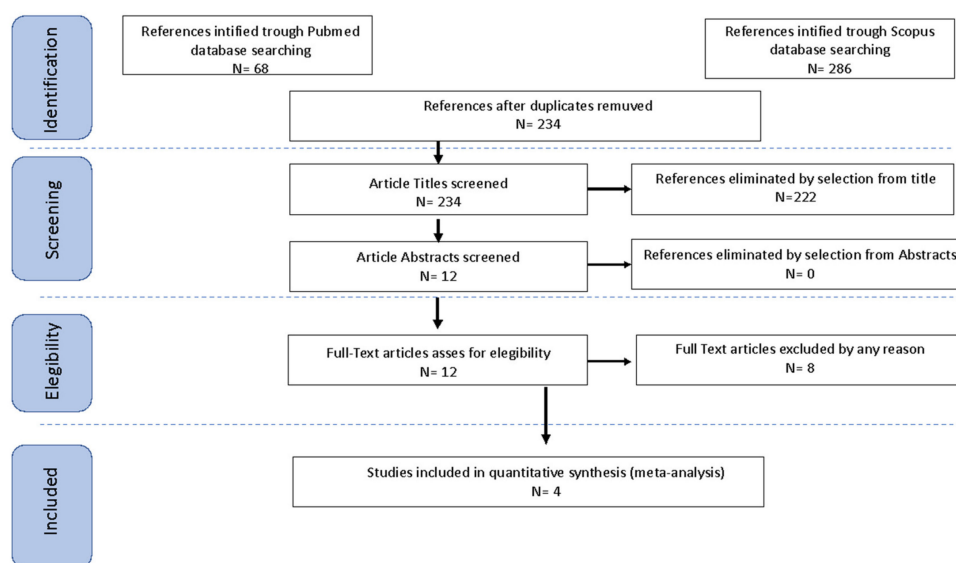 Identification
References intified trough Pubmed
database searching
N= 68
References intified trough Scopus
database searching
N= 286
References after duplicates remuved
N= 234
Screening
Article Titles screened
N= 234
References eliminated by selection from title
N=222
Article Abstracts screened
N= 12
References eliminated by selection from Abstracts
N= 0
Elegibility
Full-Text articles asses for elegibility
N= 12
Full Text articles excluded by any reason
N= 8
Included
Studies included in quantitative synthesis (meta-analysis)
N= 4